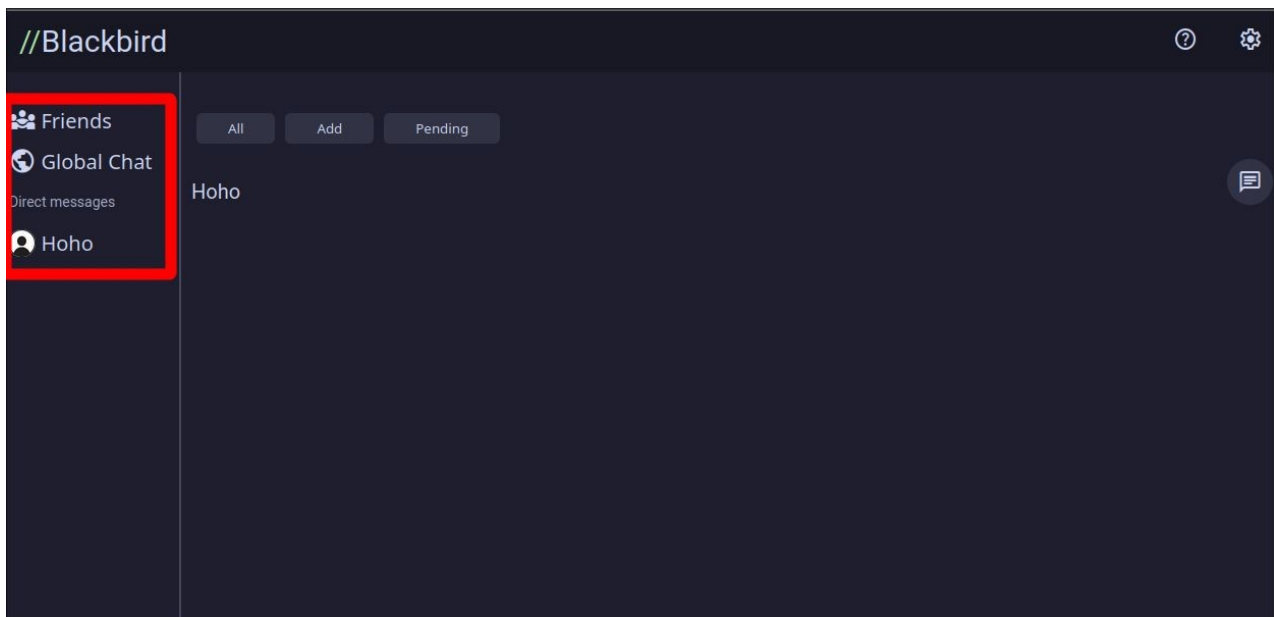 //Blackbird
Friends
Global Chat
Direct messages
Hoho
All Add Pending
Hoho